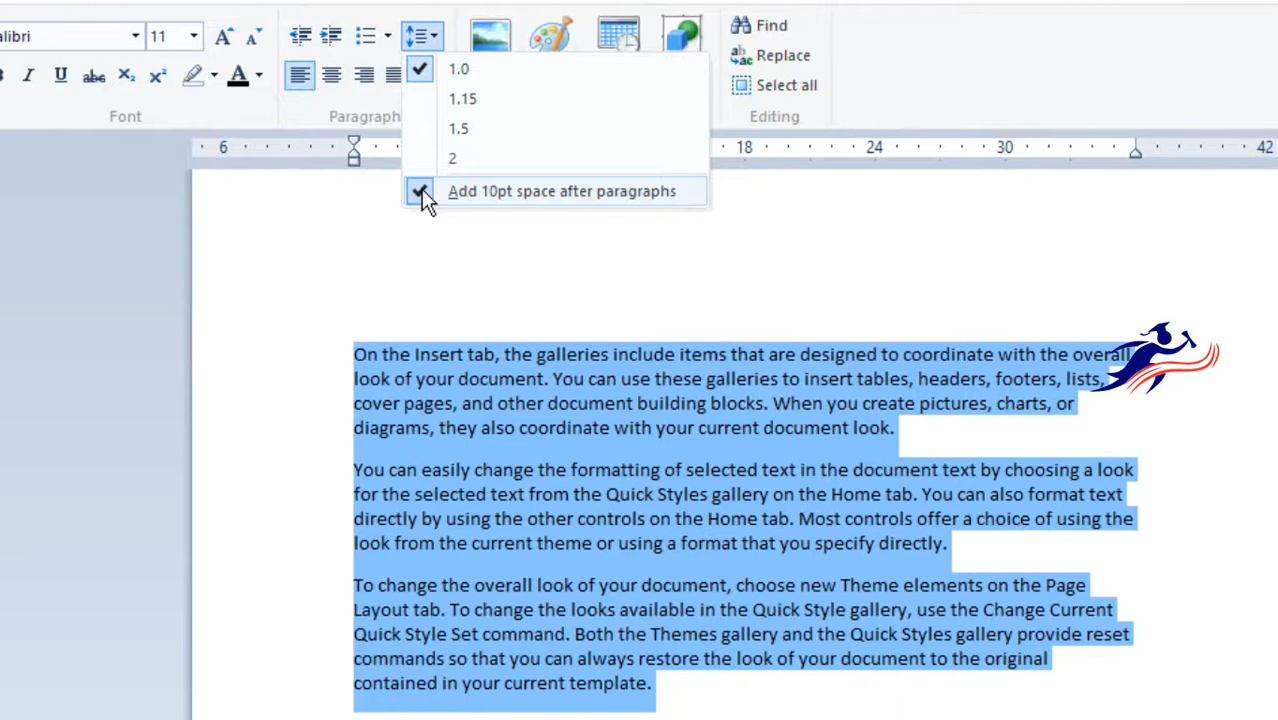 alibri 11
I U abc X₂ X² A
Font
Paragraph
Find
Replace
Select all
Editing
1.0
1.15
1.5
2
Add 10pt space after paragraphs
6 18 24 30 42
On the Insert tab, the galleries include items that are designed to coordinate with the overall
look of your document. You can use these galleries to insert tables, headers, footers, lists,
cover pages, and other document building blocks. When you create pictures, charts, or
diagrams, they also coordinate with your current document look.
You can easily change the formatting of selected text in the document text by choosing a look
for the selected text from the Quick Styles gallery on the Home tab. You can also format text
directly by using the other controls on the Home tab. Most controls offer a choice of using the
look from the current theme or using a format that you specify directly.
To change the overall look of your document, choose new Theme elements on the Page
Layout tab. To change the looks available in the Quick Style gallery, use the Change Current
Quick Style Set command. Both the Themes gallery and the Quick Styles gallery provide reset
commands so that you can always restore the look of your document to the original
contained in your current template.